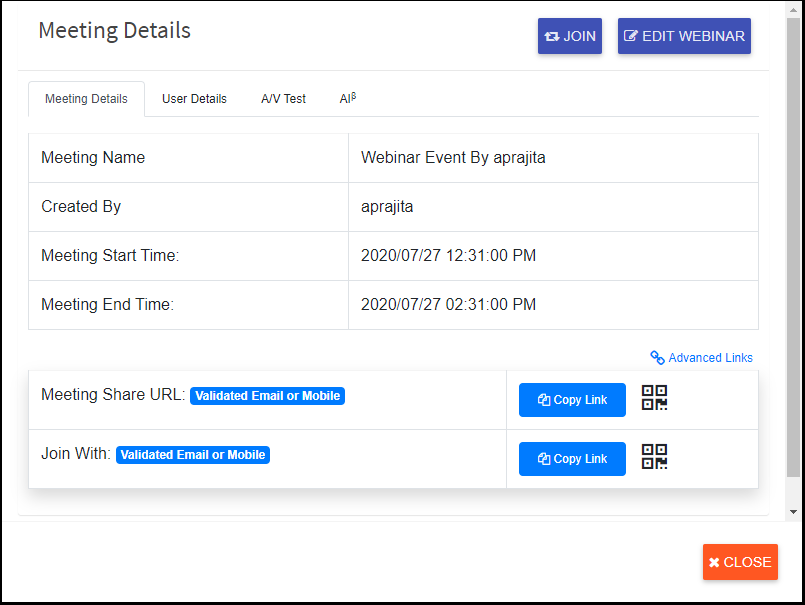 Meeting Details
JOIN EDIT WEBINAR
Meeting Details User Details A/V Test AIᵝ
Meeting Name Webinar Event By aprajita
Created By aprajita
Meeting Start Time: 2020/07/27 12:31:00 PM
Meeting End Time: 2020/07/27 02:31:00 PM
Advanced Links
Meeting Share URL: Validated Email or Mobile Copy Link
Join With: Validated Email or Mobile Copy Link
CLOSE